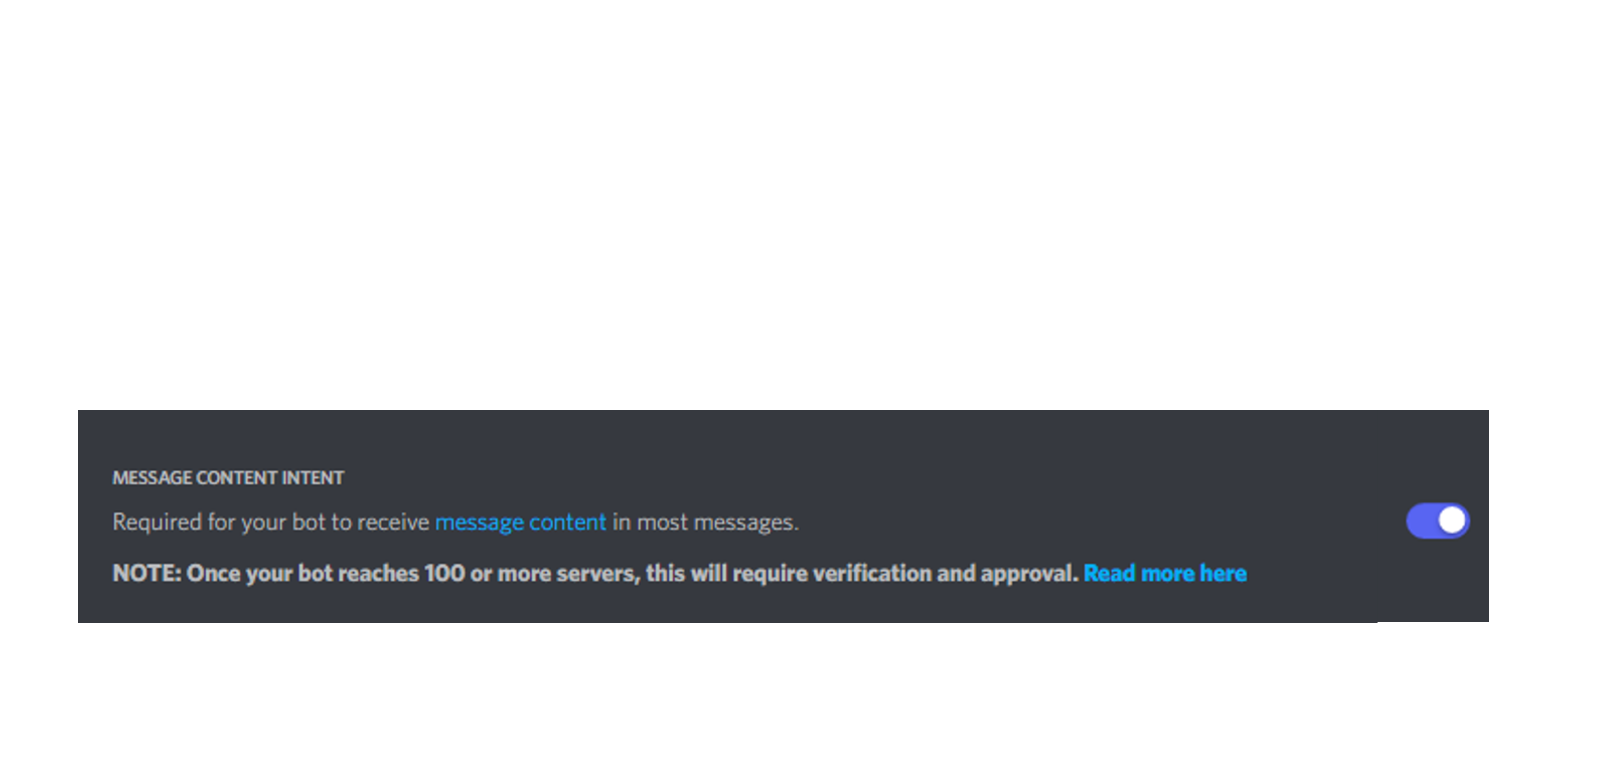 MESSAGE CONTENT INTENT
Required for your bot to receive message content in most messages.
NOTE: Once your bot reaches 100 or more servers, this will require verification and approval. Read more here